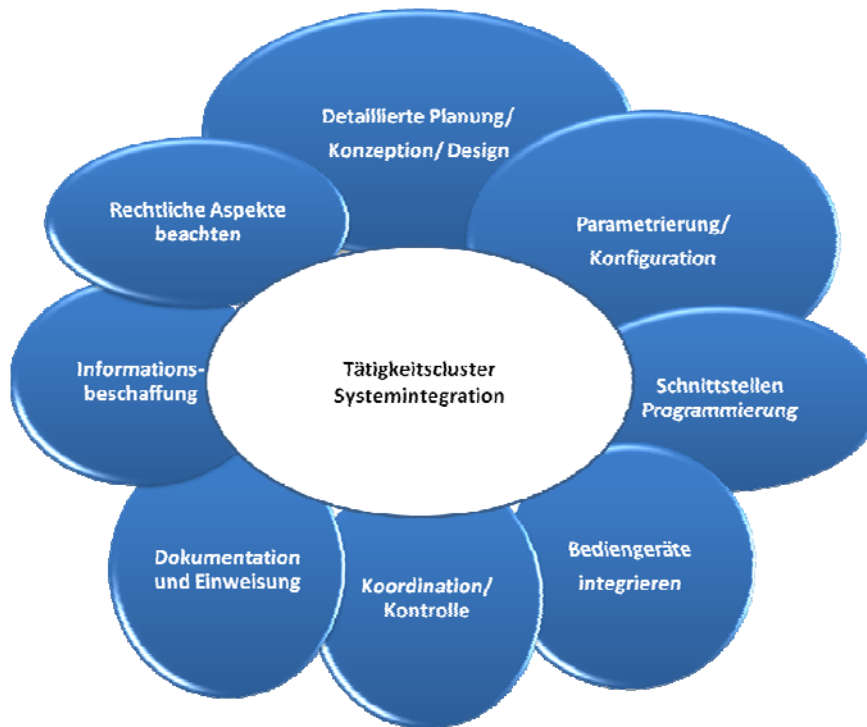 Detaillierte Planung/
Konzeption/ Design
Rechtliche Aspekte
beachten
Parametrierung/
Konfiguration
Informations-
beschaffung
Tätigkeitscluster
Systemintegration
Schnittstellen
Programmierung
Dokumentation
und Einweisung
Koordination/
Kontrolle
Bediengeräte
integrieren